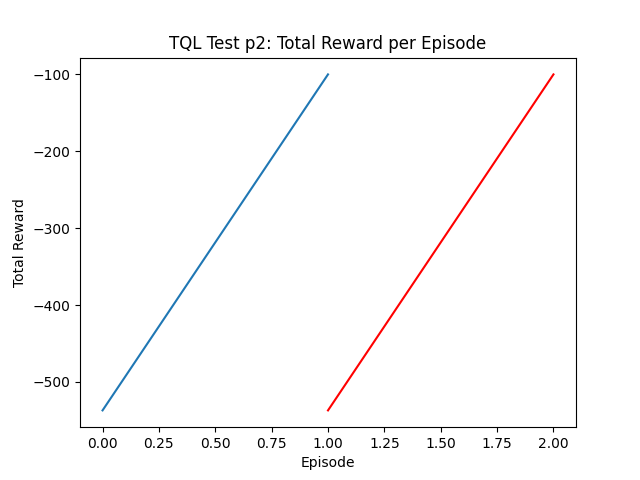 TQL Test p2: Total Reward per Episode
−100
−200
−300
−400
−500
Total Reward
0.00 0.25 0.50 0.75 1.00 1.25 1.50 1.75 2.00
Episode